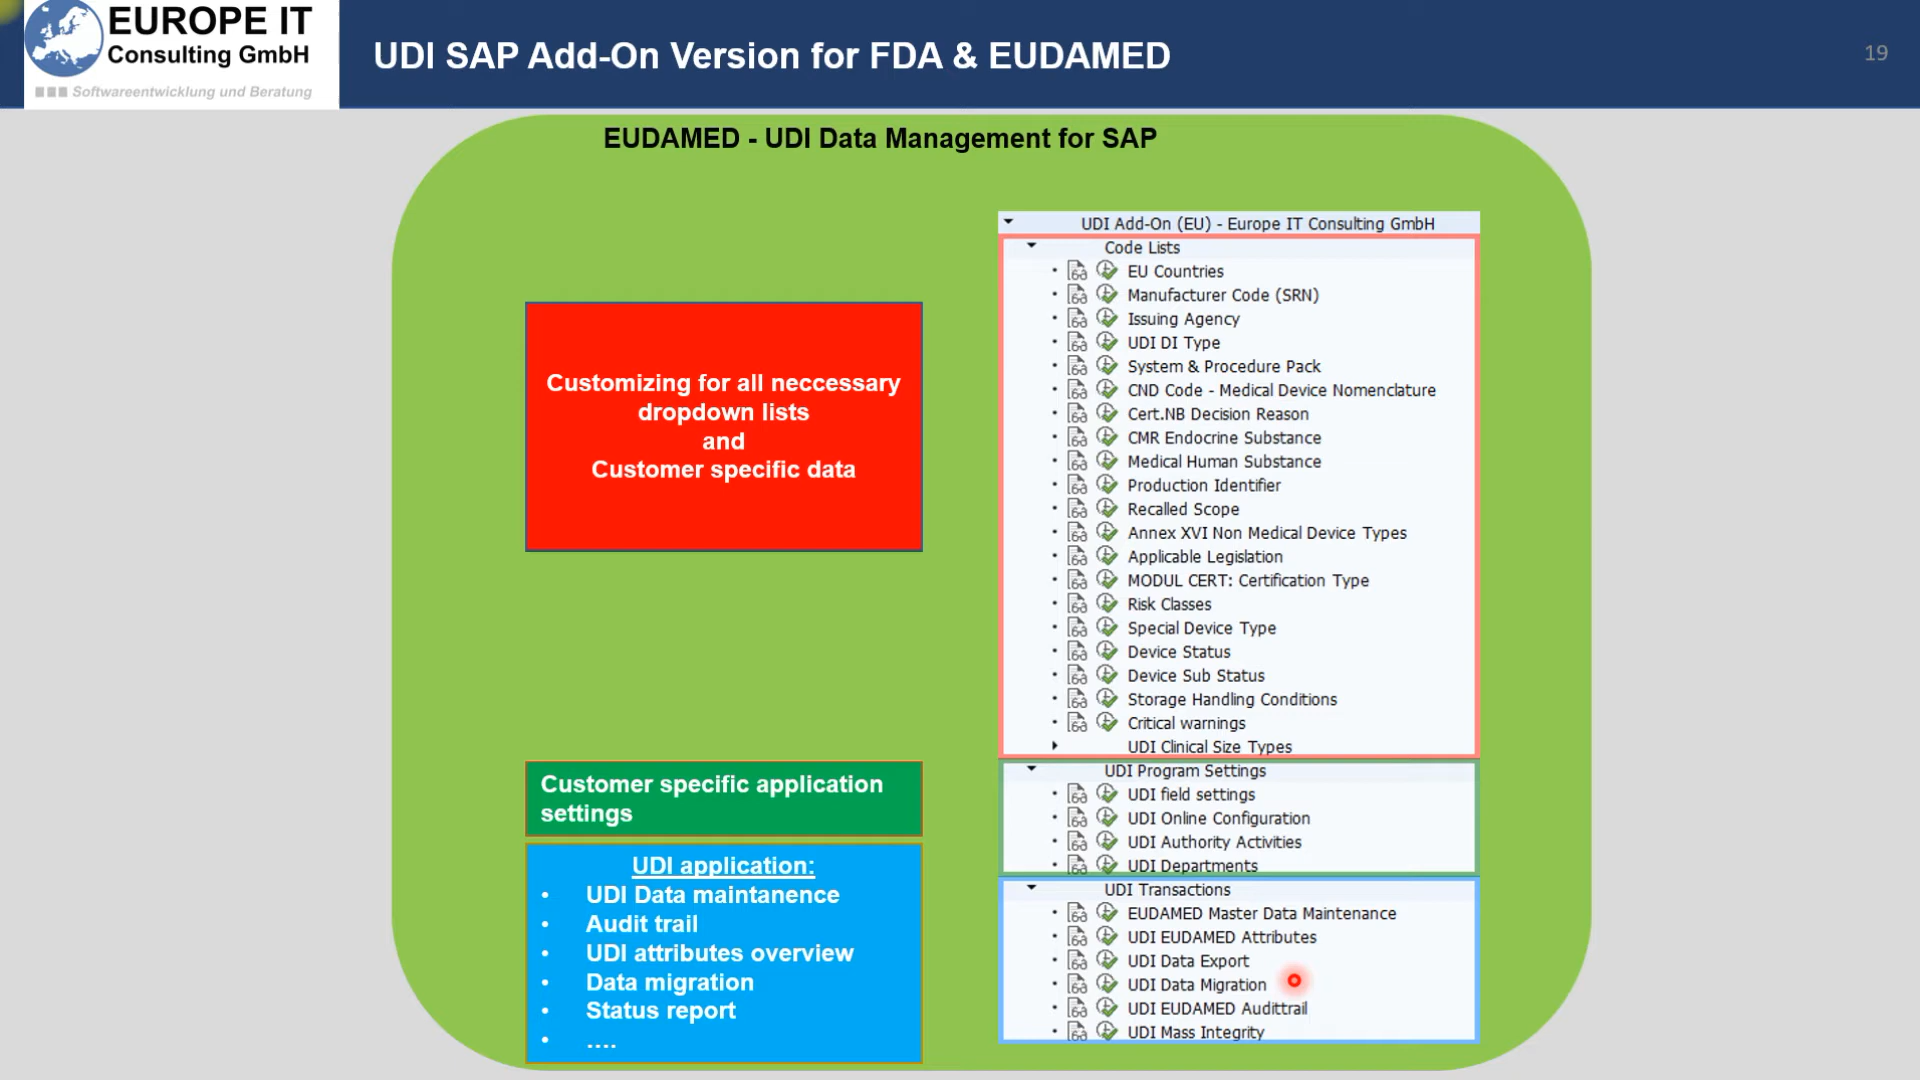 EUROPE IT
Consulting GmbH
Softwareentwicklung und Beratung
UDI SAP Add-On Version for FDA & EUDAMED
19
EUDAMED - UDI Data Management for SAP
Customizing for all neccessary
dropdown lists
and
Customer specific data
Customer specific application
settings
UDI application:
• UDI Data maintanence
• Audit trail
• UDI attributes overview
• Data migration
• Status report
• ....
UDI Add-On (EU) - Europe IT Consulting GmbH
Code Lists
EU Countries
Manufacturer Code (SRN)
Issuing Agency
UDI DI Type
System & Procedure Pack
CND Code - Medical Device Nomenclature
Cert.NB Decision Reason
CMR Endocrine Substance
Medical Human Substance
Production Identifier
Recalled Scope
Annex XVI Non Medical Device Types
Applicable Legislation
MODUL CERT: Certification Type
Risk Classes
Special Device Type
Device Status
Device Sub Status
Storage Handling Conditions
Critical warnings
UDI Clinical Size Types
UDI Program Settings
UDI field settings
UDI Online Configuration
UDI Authority Activities
UDI Departments
UDI Transactions
EUDAMED Master Data Maintenance
UDI EUDAMED Attributes
UDI Data Export
UDI Data Migration
UDI EUDAMED Audittrail
UDI Mass Integrity